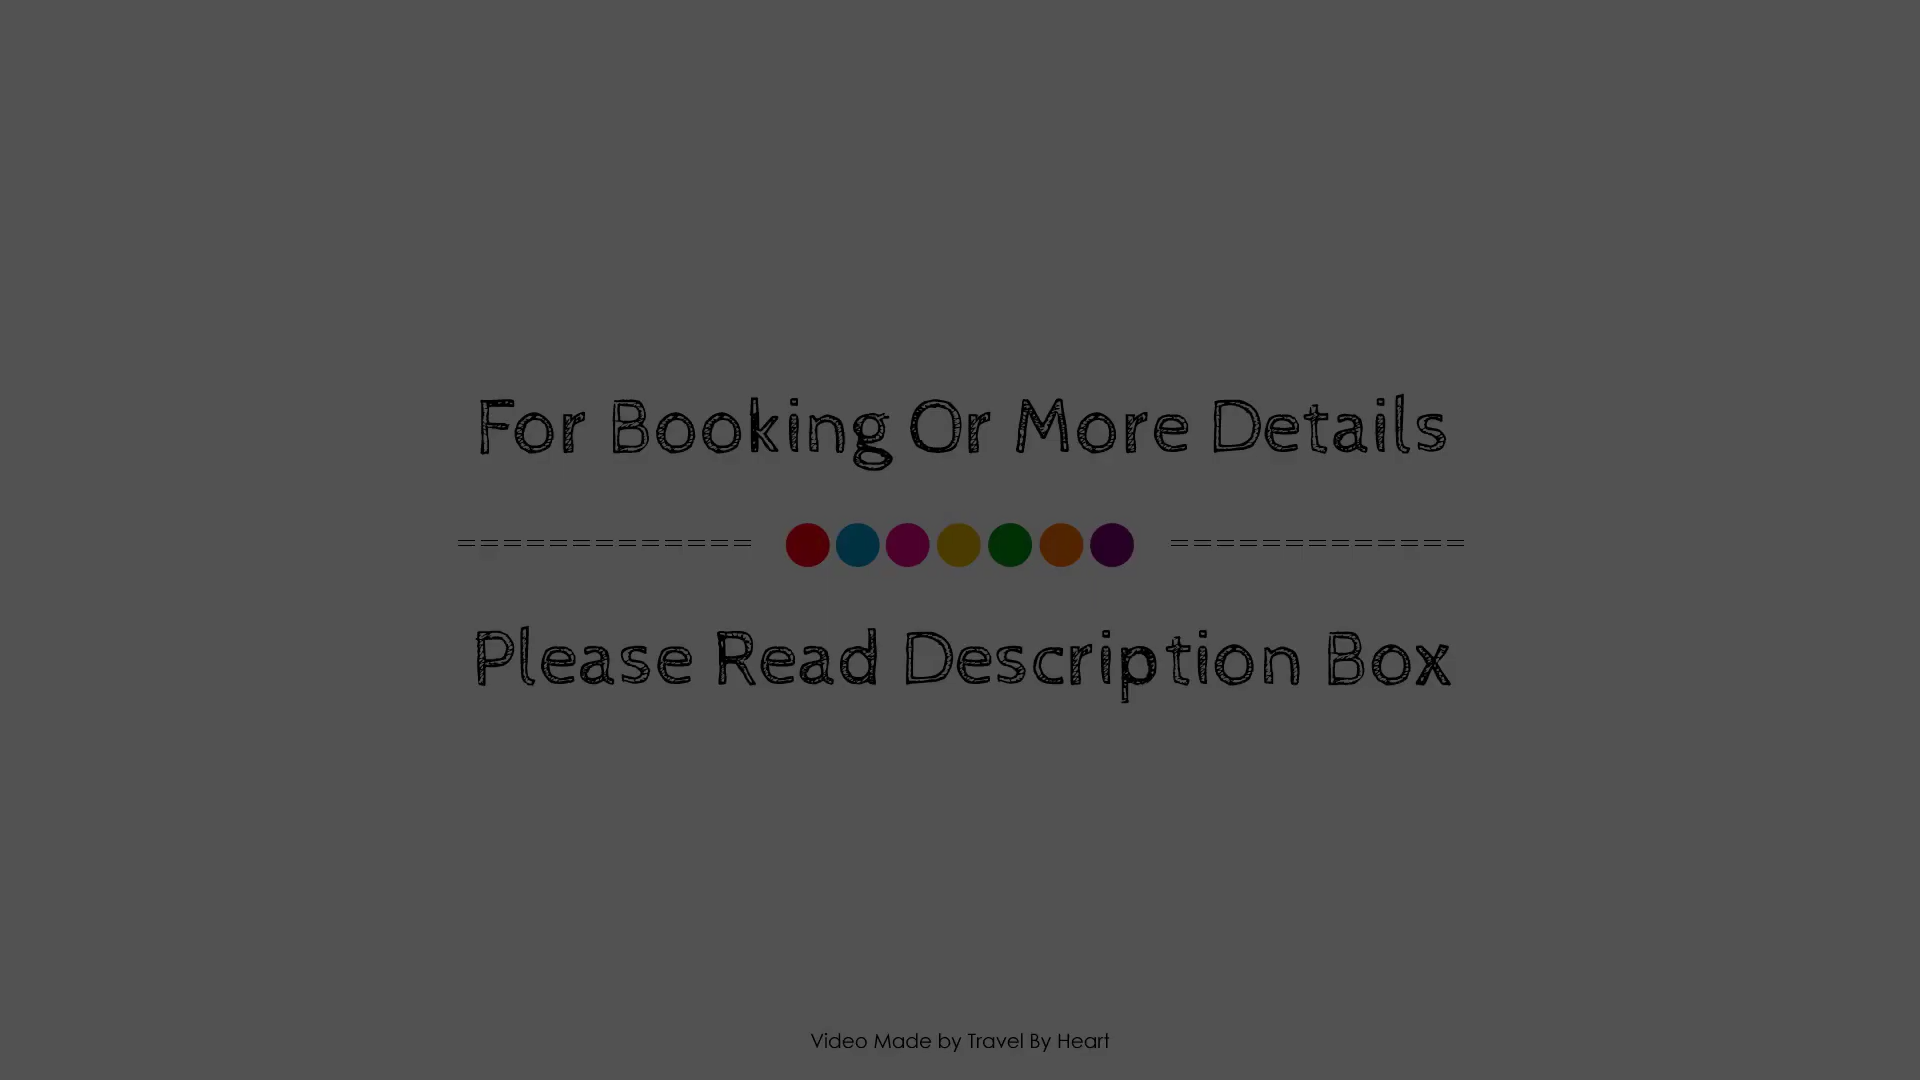 For Booking Or More Details
============= =============
Please Read Description Box
Video Made by Travel By Heart